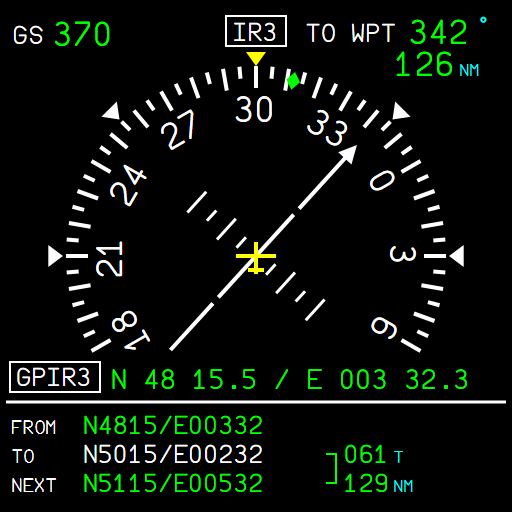 GS 370 IR3 TO WPT 342°
126 NM
30
27 33
24 0
21 3
18 6
GPIR3 N 48 15.5 / E 003 32.3
FROM N4815/E00332
TO N5015/E00232 061 T
NEXT N5115/E00532 129 NM